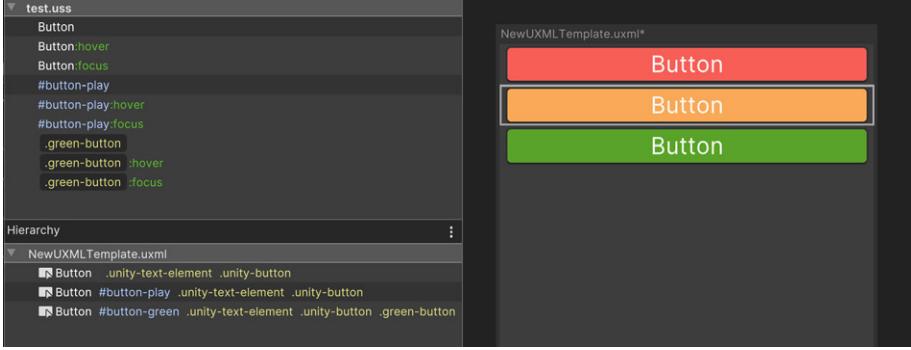 test.uss
Button
Button:hover
Button:focus
#button-play
#button-play:hover
#button-play:focus
.green-button
.green-button :hover
.green-button :focus
Hierarchy
NewUXMLTemplate.uxml
Button .unity-text-element .unity-button
Button #button-play .unity-text-element .unity-button
Button #button-green .unity-text-element .unity-button .green-button
NewUXMLTemplate.uxml*
Button
Button
Button